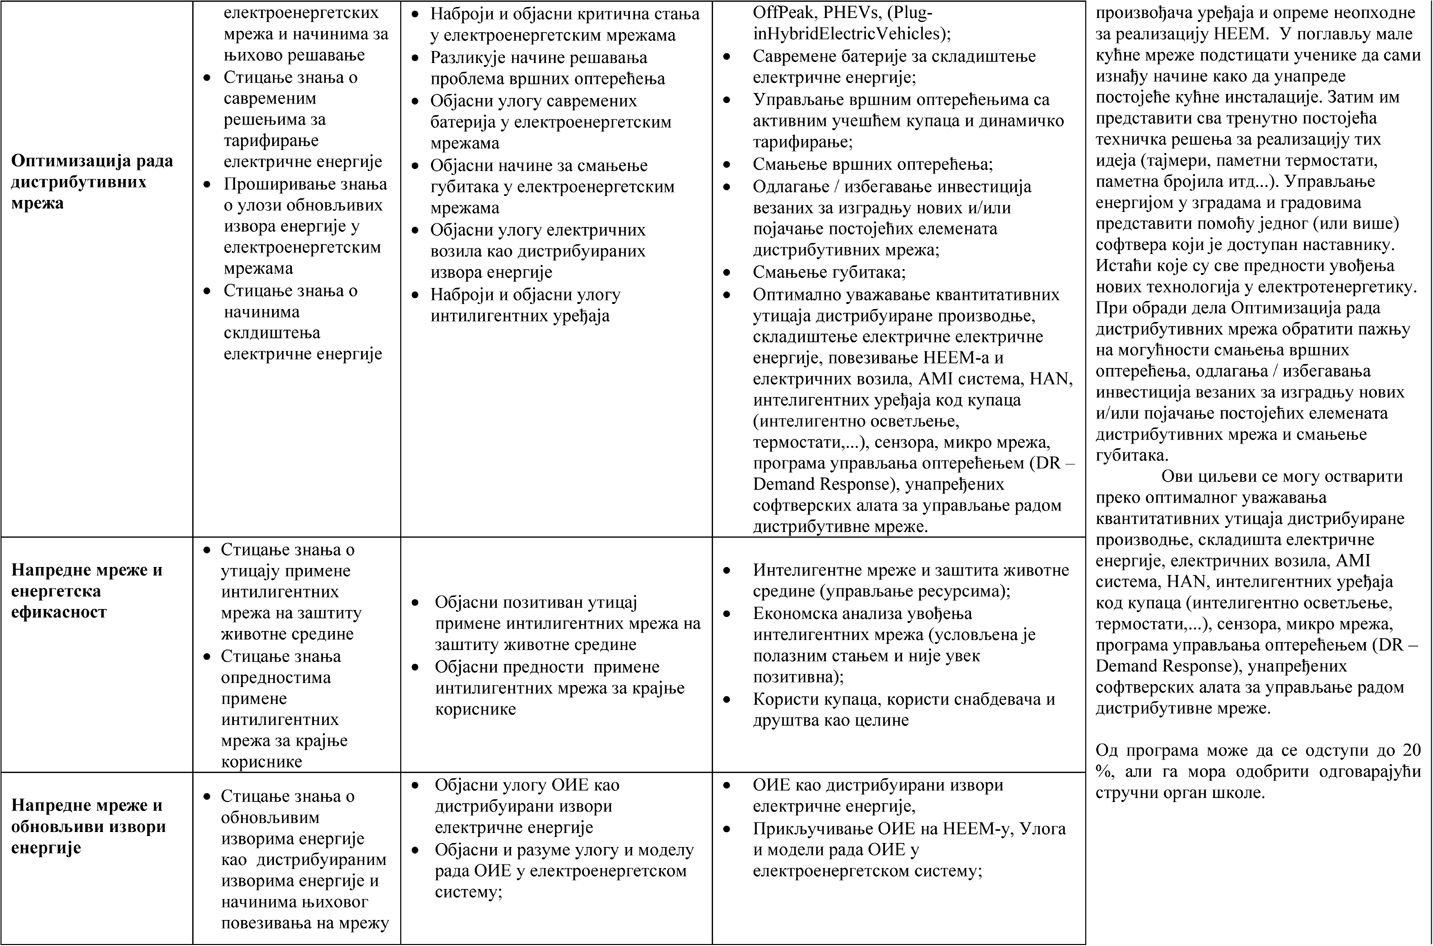 Оптимизација рада
дистрибутивних
мрежа
електроенергетских
мрежа и начинима за
њихово решавање
• Стицање знања о
савременим
решењима за
тарифирање
електричне енергије
• Проширивање знања
о улози обновљивих
извора енергије у
електроенергетским
мрежама
• Стицање знања о
начинима
склдиштења
електричне енергије
• Наброји и објасни критична стања
у електроенергетским мрежама
• Разликује начине решавања
проблема вршних оптерећења
• Објасни улогу савремених
батерија у електроенергетским
мрежама
• Објасни начине за смањење
губитака у електроенергетским
мрежама
• Објасни улогу електричних
возила као дистрибуираних
извора енергије
• Наброји и објасни улогу
интилигентних уређаја
OffPeak, PHEVs, (Plug-
inHybridElectricVehicles);
• Савремене батерије за складиштење
електричне енергије;
• Управљање вршним оптерећењима са
активним учешћем купаца и динамичко
тарифирање;
• Смањење вршних оптерећења;
• Одлагање / избегавање инвестиција
везаних за изградњу нових и/или
појачање постојећих елемената
дистрибутивних мрежа;
• Смањење губитака;
• Оптимално уважавање квантитативних
утицаја дистрибуиране производње,
складиштење електричне електричне
енергије, повезивање НЕЕМ-а и
електричних возила, AMI система, HAN,
интелигентних уређаја код купаца
(интелигентно осветљење,
термостати,...), сензора, микро мрежа,
програма управљања оптерећењем (DR –
Demand Response), унапређених
софтверских алата за управљање радом
дистрибутивне мреже.
Напредне мреже и
енергетска
ефикасност
• Стицање знања о
утицају примене
интилигентних
мрежа на заштиту
животне средине
• Стицање знања
опредностима
примене
интилигентних
мрежа за крајње
кориснике
• Објасни позитиван утицај
примене интилигентних мрежа на
заштиту животне средине
• Објасни предности  примене
интилигентних мрежа за крајње
кориснике
• Интелигентне мреже и заштита животне
средине (управљање ресурсима);
• Економска анализа увођења
интелигентних мрежа (условљена је
полазним стањем и није увек
позитивна);
• Користи купаца, користи снабдевача и
друштва као целине
Напредне мреже и
обновљиви извори
енергије
• Стицање знања о
обновљивим
изворима енергије
као  дистрибуираним
изворима енергије и
начинима њиховог
повезивања на мрежу
• Објасни улогу ОИЕ као
дистрибуирани извори
електричне енергије
• Објасни и разуме улогу и моделу
рада ОИЕ у електроенергетском
систему;
• ОИЕ као дистрибуирани извори
електричне енергије,
• Прикључивање ОИЕ на НЕЕМ-у, Улога
и модели рада ОИЕ у
електроенергетском систему;
произвођача уређаја и опреме неопходне
за реализацију НЕЕМ.  У поглављу мале
кућне мреже подстицати ученике да сами
изнађу начине како да унапреде
постојеће кућне инсталације. Затим им
представити сва тренутно постојећа
техничка решења за реализацију тих
идеја (тајмери, паметни термостати,
паметна бројила итд...). Управљање
енергијом у зградама и градовима
представити помоћу једног (или више)
софтвера који је доступан наставнику.
Истаћи које су све предности увођења
нових технологија у електротенергетику.
При обради дела Оптимизација рада
дистрибутивних мрежа обратити пажњу
на могућности смањења вршних
оптерећења, одлагања / избегавања
инвестиција везаних за изградњу нових
и/или појачање постојећих елемената
дистрибутивних мрежа и смањење
губитака.
Ови циљеви се могу остварити
преко оптималног уважавања
квантитативних утицаја дистрибуиране
производње, складишта електричне
енергије, електричних возила, AMI
система, HAN, интелигентних уређаја
код купаца (интелигентно осветљење,
термостати,...), сензора, микро мрежа,
програма управљања оптерећењем (DR –
Demand Response), унапређених
софтверских алата за управљање радом
дистрибутивне мреже.
Од програма може да се одступи до 20
%, али га мора одобрити одговарајући
стручни орган школе.